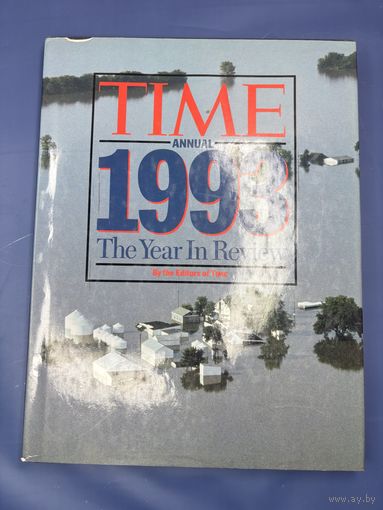 TIME
ANNUAL
1993
The Year In Review
By the Editors of Time
www.ay.by